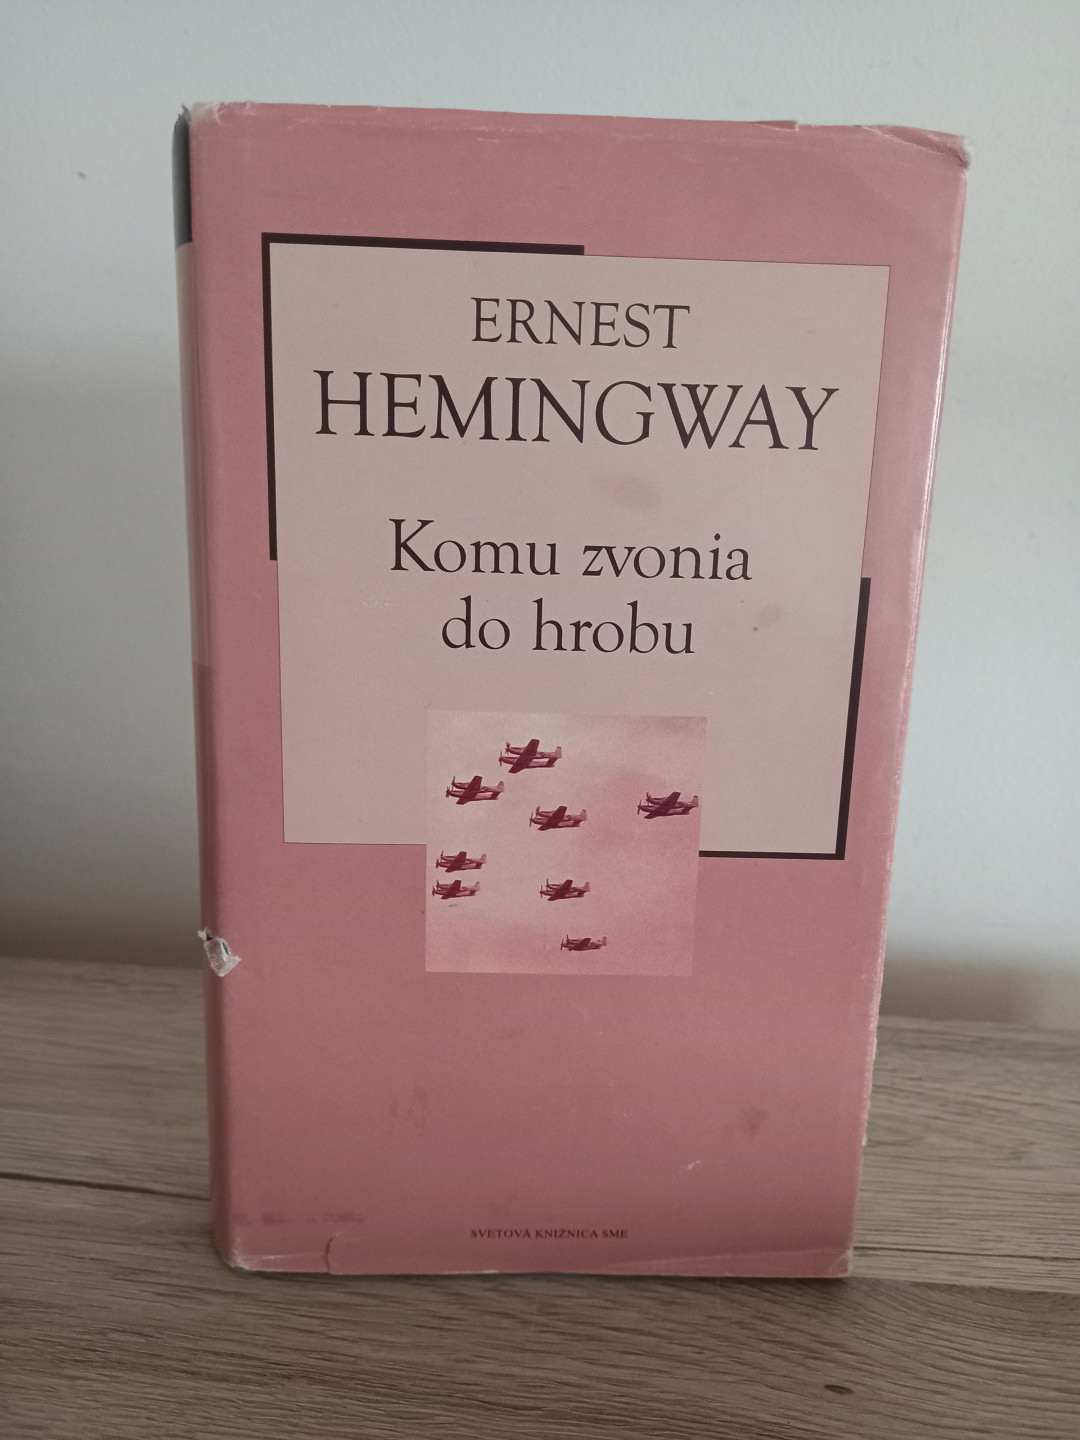 ERNEST
HEMINGWAY
Komu zvonia
do hrobu
SVETOVÁ KNIŽNICA SME